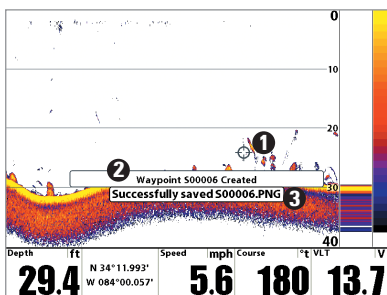 0
10
20
30
40
1
2
Waypoint S00006 Created
Successfully saved S00006.PNG
3
Depth ft
29.4
N 34°11.993'
W 084°00.057'
Speed mph
5.6
Course °t
180
VLT V
13.7